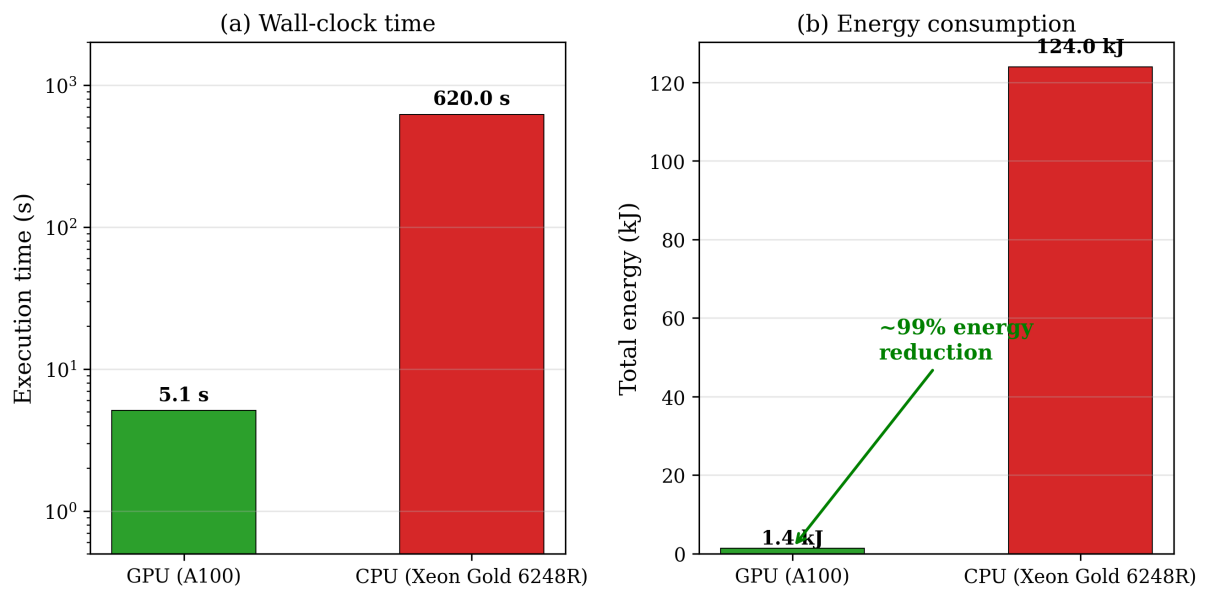 (a) Wall-clock time
Execution time (s)
10³
10²
10¹
10⁰
5.1 s
620.0 s
GPU (A100)
CPU (Xeon Gold 6248R)
(b) Energy consumption
Total energy (kJ)
120
100
80
60
40
20
0
124.0 kJ
~99% energy
reduction
1.4 kJ
GPU (A100)
CPU (Xeon Gold 6248R)